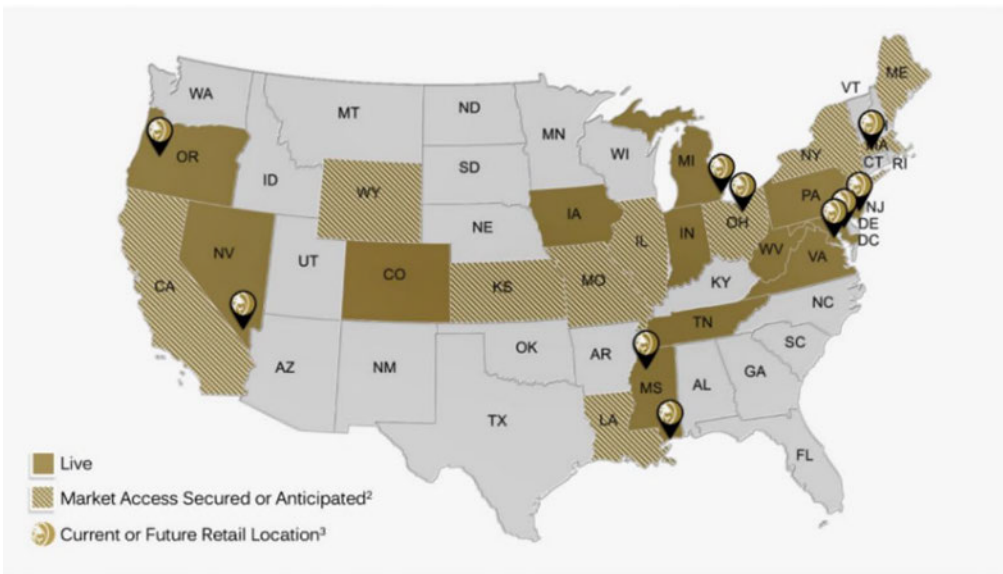 ME
VT
WA
MT
ND
MN
OR
MA
ID
SD
WI
MI
NY
CT RI
WY
PA
NJ
IA
NE
OH
DE
NV
IL
IN
DC
UT
WV
CO
VA
CA
KS
MO
KY
NC
TN
OK
AR
SC
AZ
NM
MS
AL
GA
LA
TX
FL
Live
Market Access Secured or Anticipated²
Current or Future Retail Location³